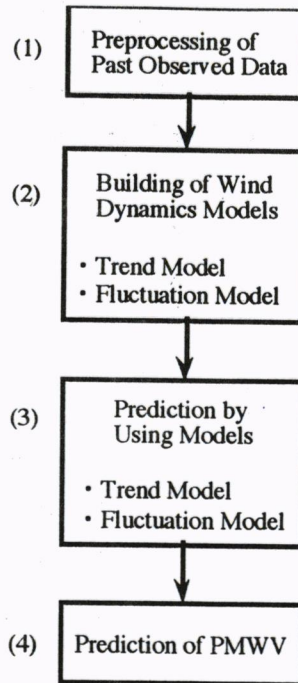 (1)
Preprocessing of
Past Observed Data
(2)
Building of Wind
Dynamics Models
・Trend Model
・Fluctuation Model
(3)
Prediction by
Using Models
・Trend Model
・Fluctuation Model
(4)
Prediction of PMWV